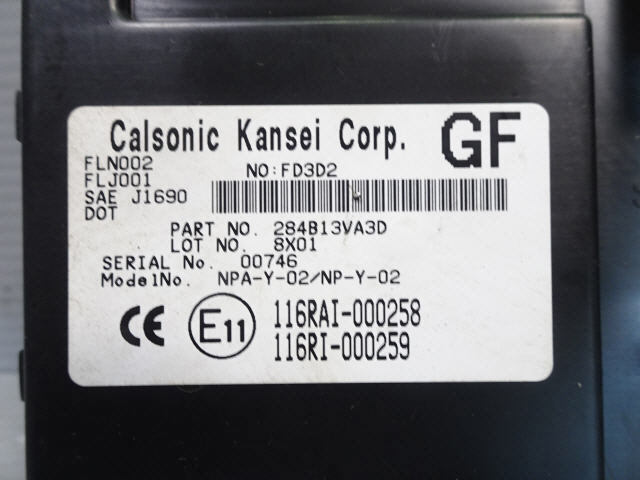 Calsonic Kansei Corp. GF
FLN002
FLJ001
SAE J1690
DOT
NO:FD3D2
PART NO. 284B13VA3D
LOT NO. 8X01
SERIAL No. 00746
ModelNo. NPA-Y-02/NP-Y-02
CE E11 116RAI-000258
116RI-000259